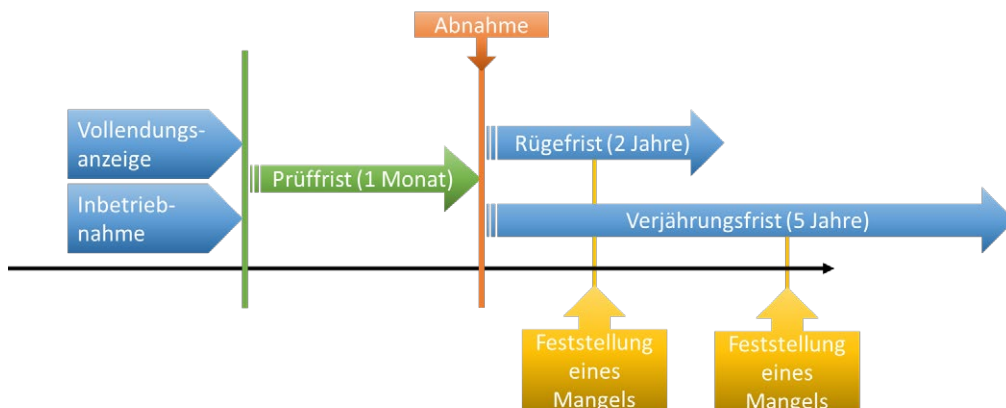 Abnahme
Vollendungs-
anzeige
Inbetrieb-
nahme
Prüffrist (1 Monat)
Rügefrist (2 Jahre)
Verjährungsfrist (5 Jahre)
Feststellung
eines
Mangels
Feststellung
eines
Mangels